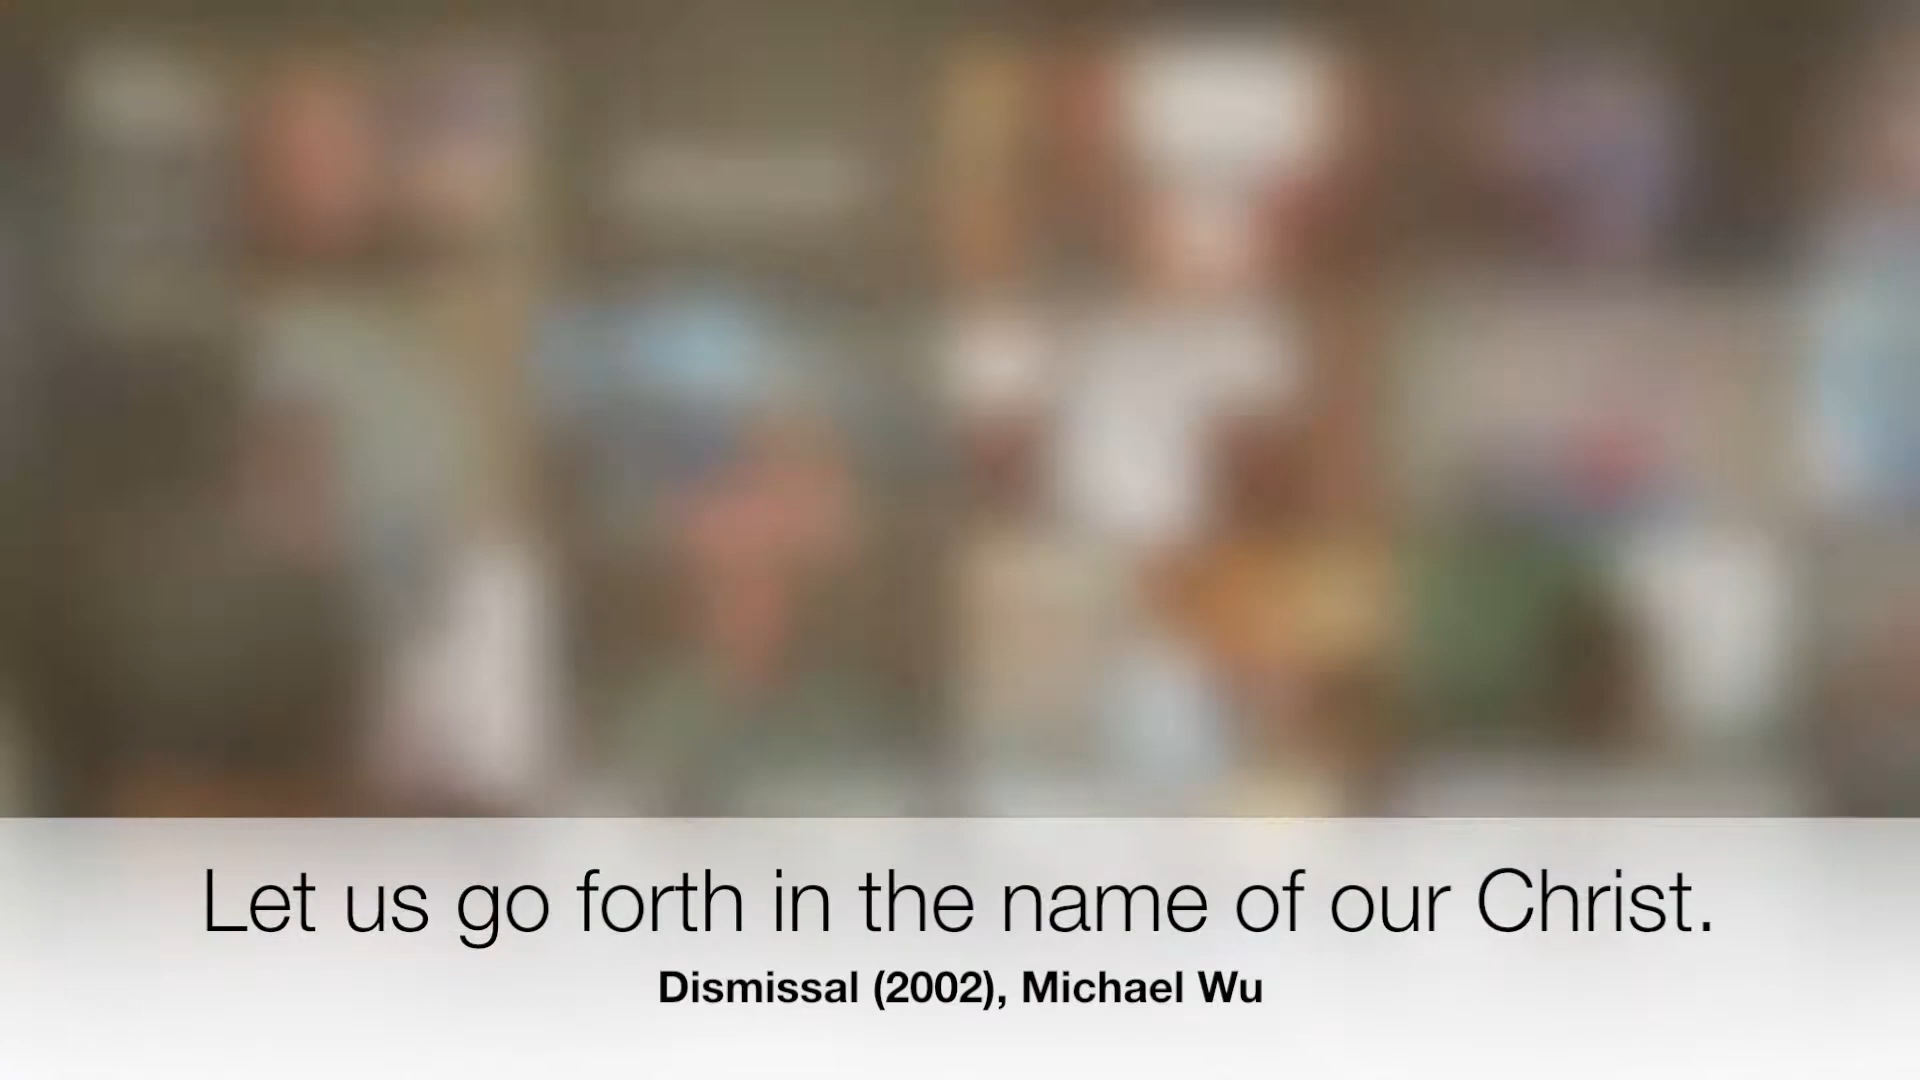 Let us go forth in the name of our Christ.
Dismissal (2002), Michael Wu